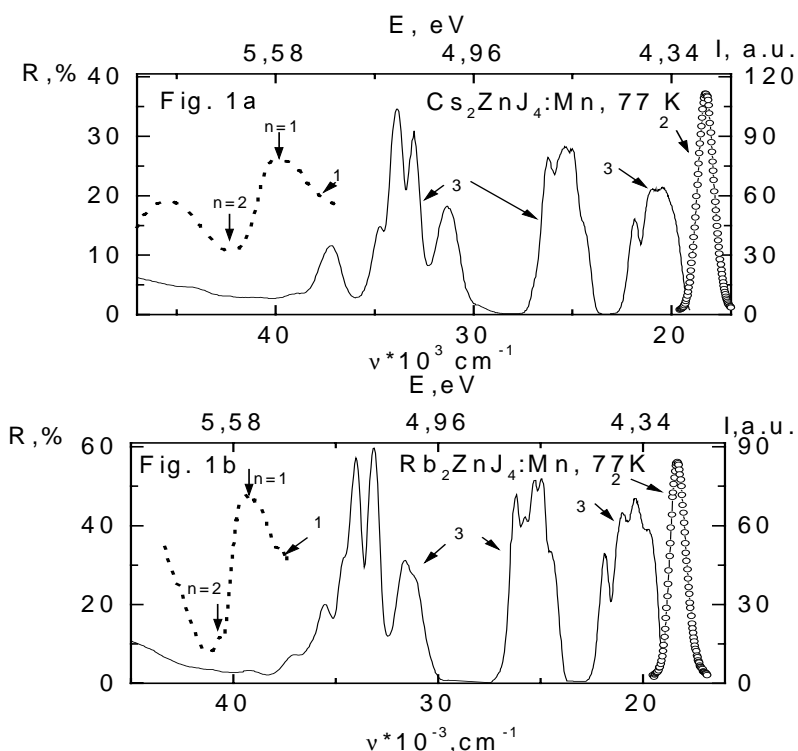 E, eV
5,58 4,96 4,34
R,% I, a.u.
40 120
Fig. 1a Cs₂ZnJ₄:Mn, 77 K
n=1 2
30 90
1 3 3
20 60
n=2
10 30
0 0
40 30 20
ν*10³ cm⁻¹
E,eV
5,58 4,96 4,34
R,% I,a.u.
60 90
Fig. 1b Rb₂ZnJ₄:Mn, 77K
n=1 2
1 3 3
40 60
n=2
20 30
0 0
40 30 20
ν*10⁻³,cm⁻¹